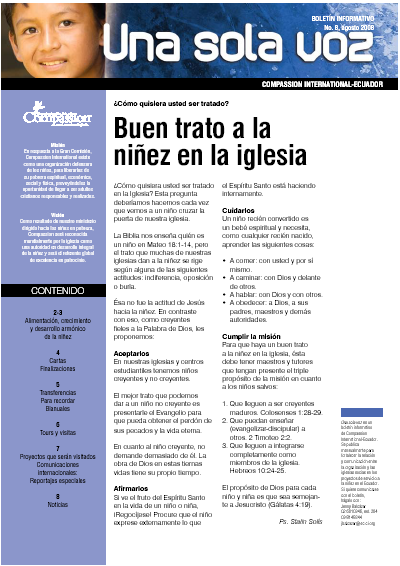 BOLETÍN INFORMATIVO
No. 8, agosto 2008
Una sola voz
COMPASSION INTERNATIONAL-ECUADOR
Compassion
Misión
En respuesta a la Gran Comisión,
Compassion International existe
como una organización defensora
de los niños, para liberarlos de
su pobreza espiritual, económica,
social y física, proveyéndoles la
oportunidad de llegar a ser adultos
cristianos responsables y realizados.
Visión
Como resultado de nuestro ministerio
dirigido hacia los niños en pobreza,
Compassion será reconocida
mundialmente por la iglesia como
una autoridad en desarrollo integral
de la niñez y será el referente global
de excelencia en patrocinio.
CONTENIDO
2-3
Alimentación, crecimiento
y desarrollo armónico
de la niñez
4
Cartas
Finalizaciones
5
Transferencias
Para recordar
Manuales
6
Tours y visitas
7
Proyectos que serán visitados
Comunicaciones
internacionales:
Reportajes especiales
8
Noticias
¿Cómo quisiera usted ser tratado?
Buen trato a la
niñez en la iglesia
¿Cómo quisiera usted ser tratado
en la Iglesia? Esta pregunta
deberíamos hacernos cada vez
que vemos a un niño cruzar la
puerta de nuestra iglesia.
La Biblia nos enseña quién es
un niño en Mateo 18:1-14, pero
el trato que muchas de nuestras
iglesias dan a la niñez se rige
según alguna de las siguientes
actitudes: indiferencia, oposición
o burla.
Ésa no fue la actitud de Jesús
hacia la niñez. En contraste
con eso, como creyentes
fieles a la Palabra de Dios, les
proponemos:
Aceptarlos
En nuestras iglesias y centros
estudiantiles tenemos niños
creyentes y no creyentes.
El mejor trato que podemos
dar a un niño no creyente es
presentarle el Evangelio para
que pueda obtener el perdón de
sus pecados y la vida eterna.
En cuanto al niño creyente, no
demande demasiado de él. La
obra de Dios en estas tiernas
vidas tiene su propio tiempo.
Afirmarlos
Si ve el fruto del Espíritu Santo
en la vida de un niño o niña,
¡Regocíjese! Procure que el niño
exprese externamente lo que
el Espíritu Santo está haciendo
internamente.
Cuidarlos
Un niño recién convertido es
un bebé espiritual y necesita,
como cualquier recién nacido,
aprender las siguientes cosas:
• A comer: con usted y por sí
mismo.
• A caminar: con Dios y delante
de otros.
• A hablar: con Dios y con otros.
• A obedecer: a Dios, a sus
padres, maestros y demás
autoridades.
Cumplir la misión
Para que haya un buen trato
a la niñez en la iglesia, ésta
debe tener maestros y tutores
que tengan presente el triple
propósito de la misión en cuanto
a los niños salvos:
1. Que lleguen a ser creyentes
maduros. Colosenses 1:28-29.
2. Que puedan enseñar
(evangelizar-discipular) a
otros. 2 Timoteo 2:2.
3. Que lleguen a integrarse
completamente como
miembros de la iglesia.
Hebreos 10:24-25.
El propósito de Dios para cada
niño y niña es que sea semejan-
te a Jesucristo (Gálatas 4:19).
Ps. Stalin Solís